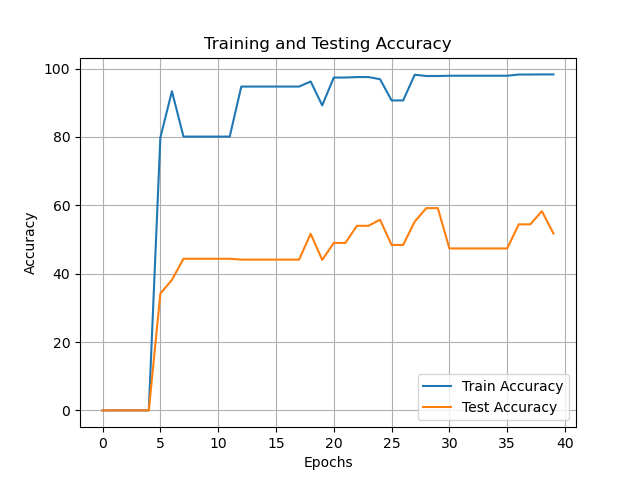 Training and Testing Accuracy
100
80
60
40
20
0
Accuracy
0 5 10 15 20 25 30 35 40
Epochs
Train Accuracy
Test Accuracy